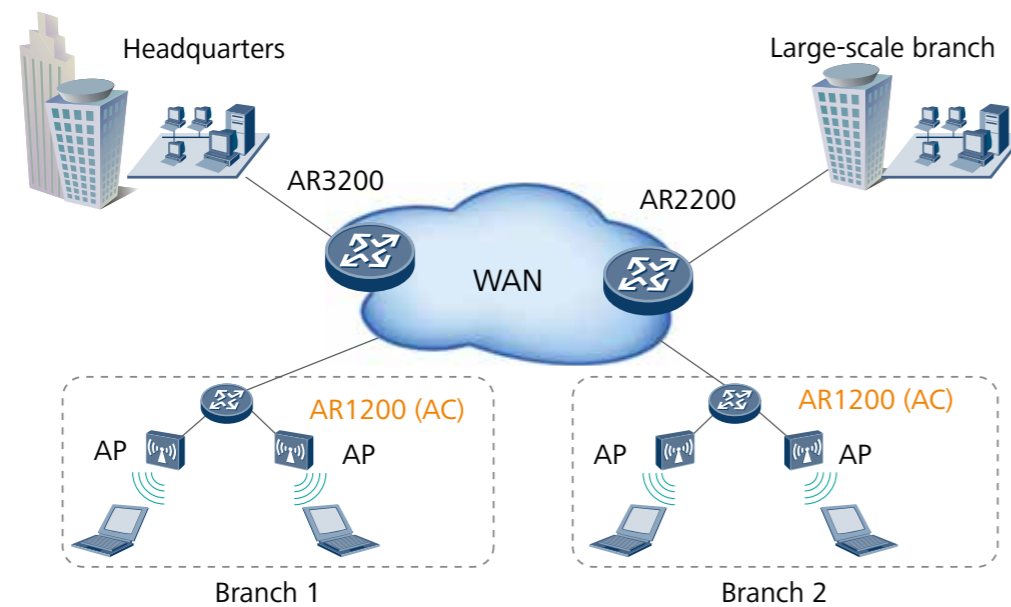 Headquarters
Large-scale branch
AR3200
AR2200
WAN
AR1200 (AC)
AP
AP
AR1200 (AC)
AP
AP
Branch 1
Branch 2